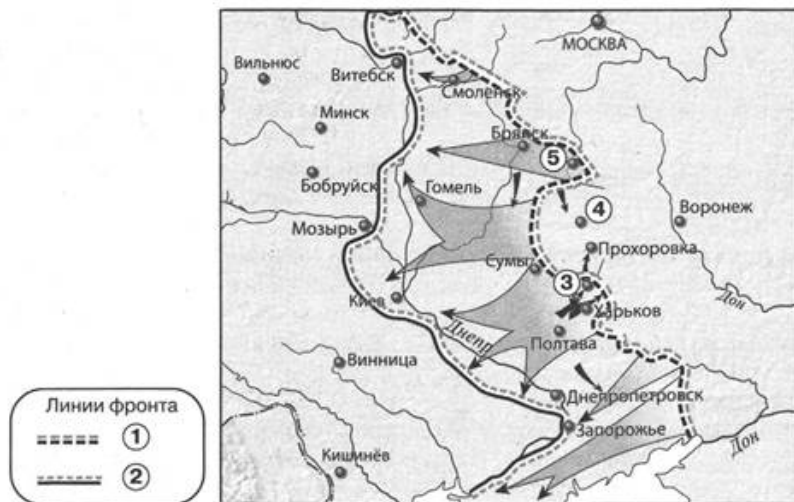 МОСКВА
Вильнюс
Витебск
Смоленск
Минск
Брянск
5
Бобруйск
Гомель
4
Воронеж
Мозырь
Прохоровка
Сумы
3
Киев
Харьков
Дон
Днепр
Полтава
Винница
Линии фронта
1
2
Днепропетровск
Запорожье
Дон
Кишинёв